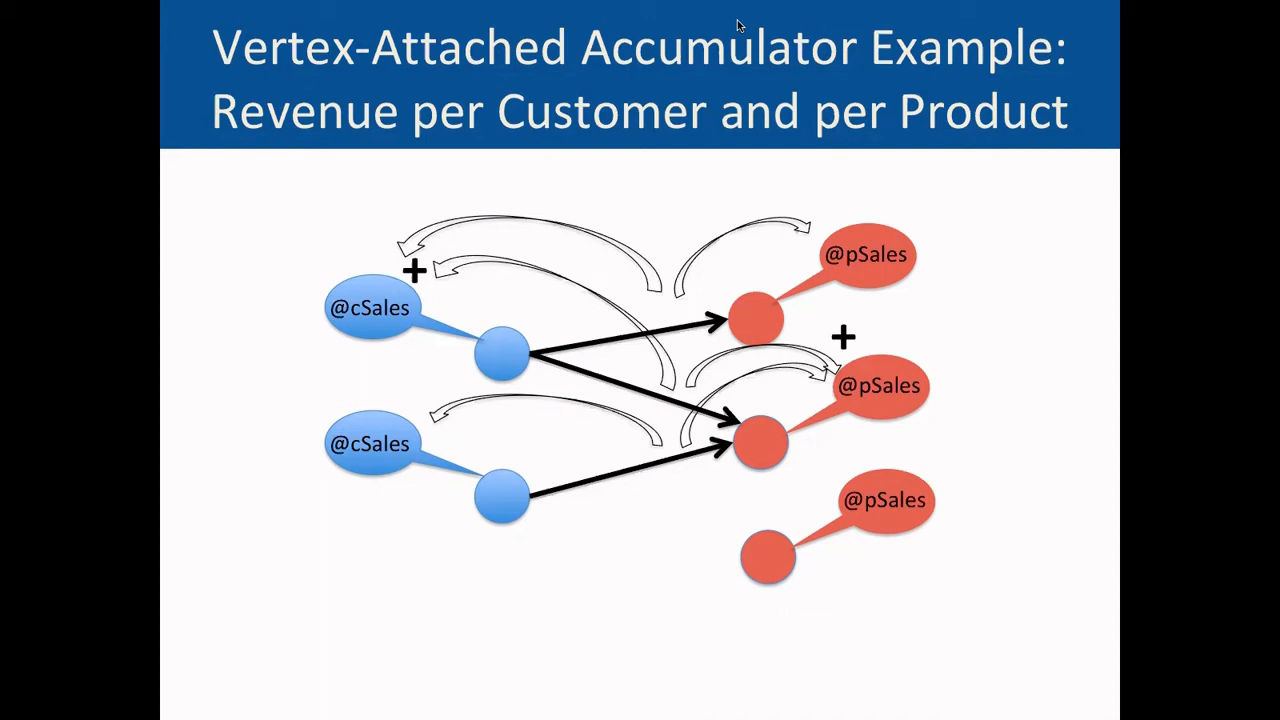 Vertex-Attached Accumulator Example:
Revenue per Customer and per Product
@pSales
+
@cSales
+
@pSales
@cSales
@pSales